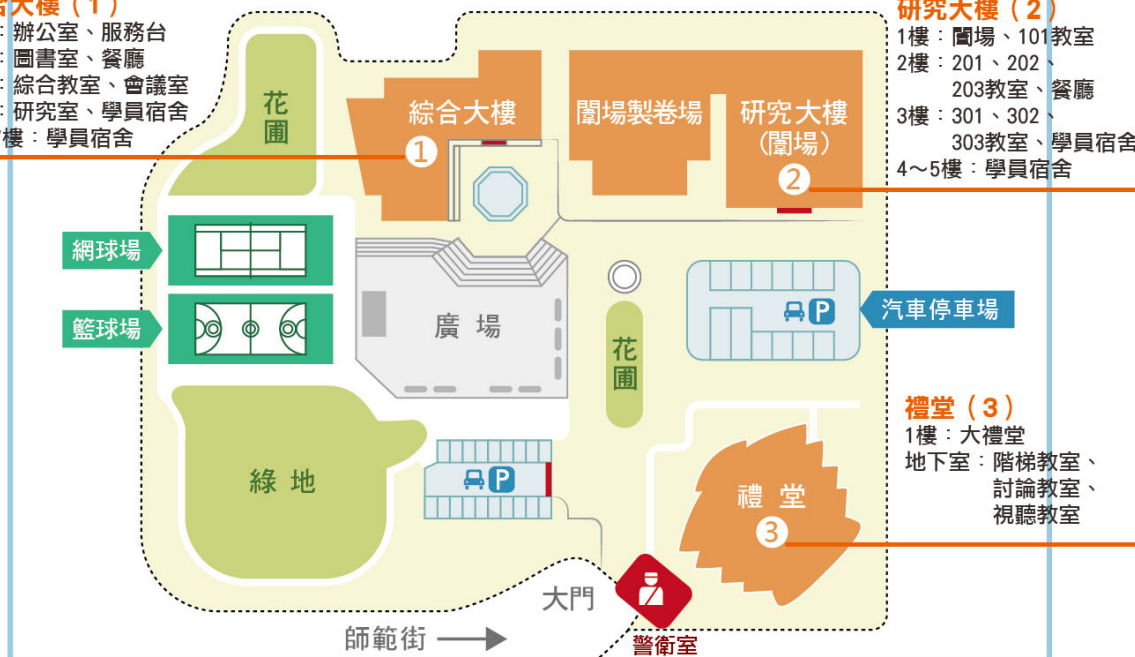 合大樓（1）
：辦公室、服務台
：圖書室、餐廳
：綜合教室、會議室
：研究室、學員宿舍
樓：學員宿舍
研究大樓（2）
1樓：闈場、101教室
2樓：201、202、
203教室、餐廳
3樓：301、302、
303教室、學員宿舍
4～5樓：學員宿舍
花圃
綜合大樓
1
闈場製卷場
研究大樓
(闈場)
2
網球場
籃球場
廣場
花圃
P
汽車停車場
禮堂（3）
1樓：大禮堂
地下室：階梯教室、
討論教室、
視聽教室
綠地
P
禮堂
3
大門
師範街
警衛室